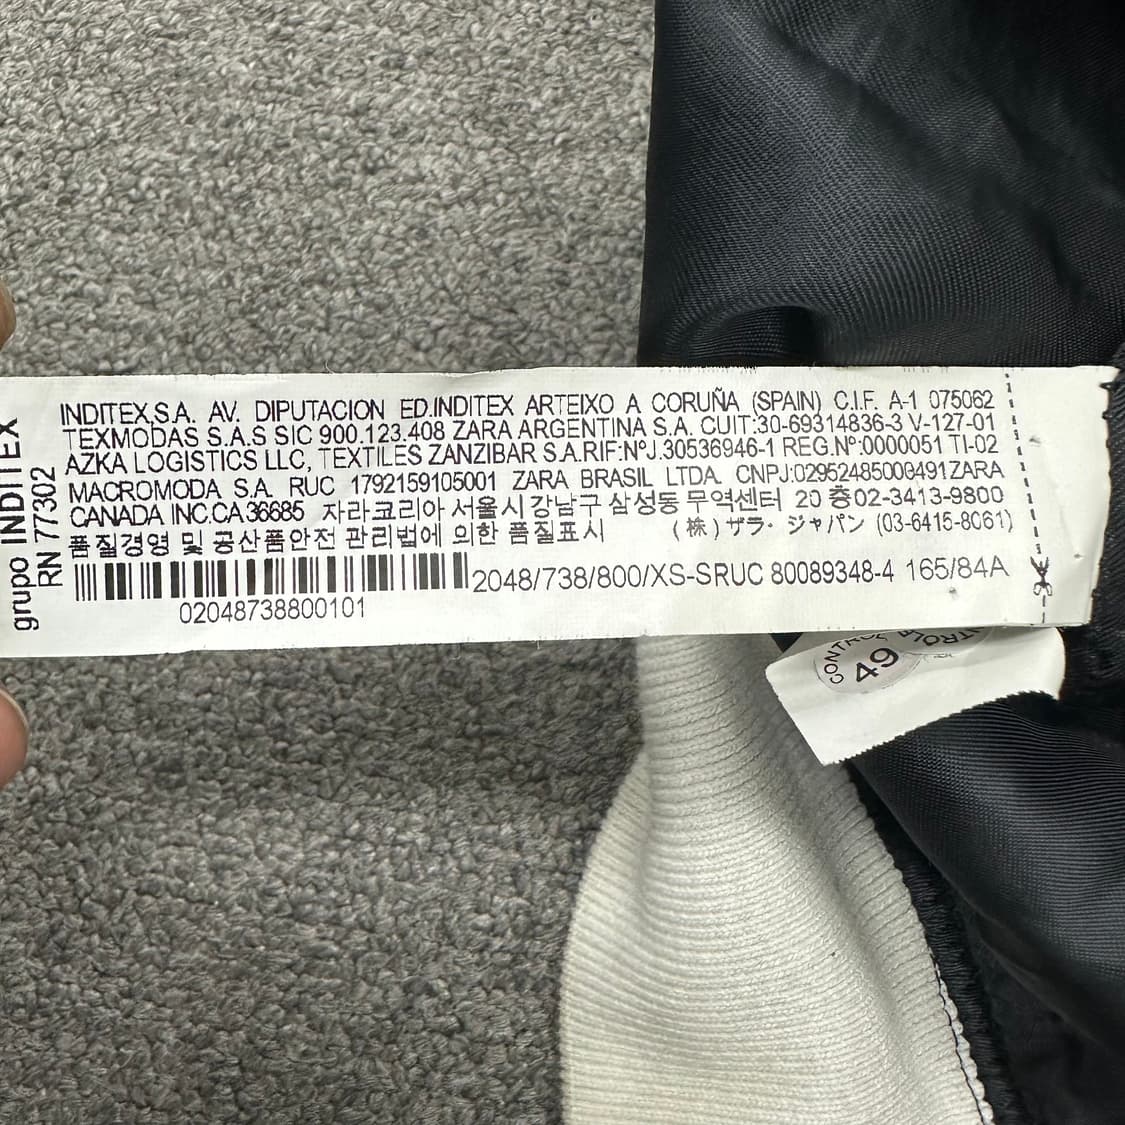 grupo INDITEX
RN 77302
INDITEX,S.A. AV. DIPUTACION ED.INDITEX ARTEIXO A CORUÑA (SPAIN) C.I.F. A-1 075062
TEXMODAS S.A.S SIC 900.123.408 ZARA ARGENTINA S.A. CUIT:30-69314836-3 V-127-01
AZKA LOGISTICS LLC, TEXTILES ZANZIBAR S.A.RIF:NºJ.30536946-1 REG.Nº:0000051 TI-02
MACROMODA S.A. RUC 1792159105001 ZARA BRASIL LTDA. CNPJ:02952485000491ZARA
CANADA INC.CA 36685 자라코리아 서울시 강남구 삼성동 무역센터 20 층02-3413-9800
품질경영 및 공산품안전 관리법에 의한 품질표시 (株) ザラ・ジャパン (03-6415-8061)
2048/738/800/XS-SRUC 80089348-4 165/84A
02048738800101
CONTROL
49